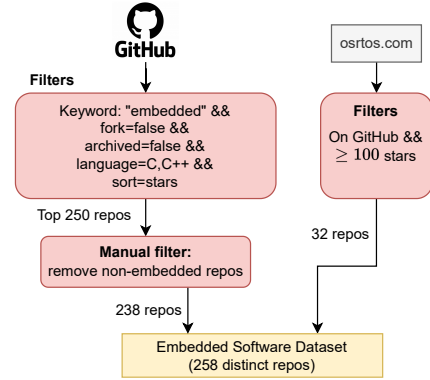 GitHub
osrtos.com
Filters
Keyword: "embedded" &&
fork=false &&
archived=false &&
language=C,C++ &&
sort=stars
Filters
On GitHub &&
≥ 100 stars
Top 250 repos
32 repos
Manual filter:
remove non-embedded repos
238 repos
Embedded Software Dataset
(258 distinct repos)